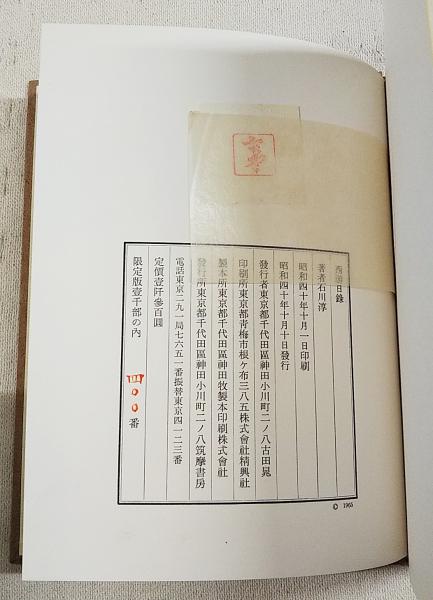 西游日錄
著者石川淳
昭和四十年十月一日印刷
昭和四十年十月十日發行
發行者東京都千代田區神田小川町二ノ八古田晁
印刷所東京都靑梅市根ヶ布三八五株式會社精興社
製本所東京都千代田區神田牧製本印刷株式會社
發行所東京都千代田區神田小川町二ノ八筑摩書房
電話東京二九一局七六五一番振替東京四一二三番
定價壹阡參百圓
限定版壹千部の內 四〇〇番
© 1965